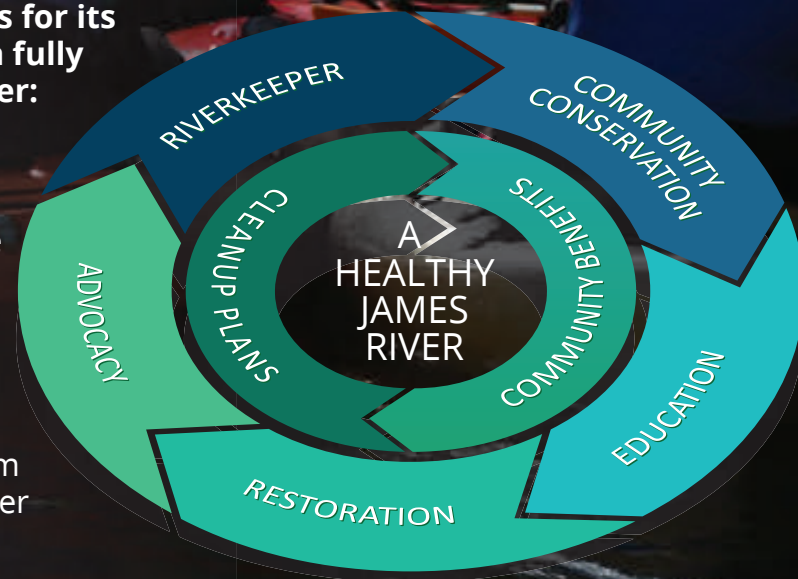 s for its
fully
er:
RIVERKEEPER
COMMUNITY
CONSERVATION
CLEANUP PLANS
COMMUNITY BENEFITS
A
HEALTHY
JAMES
RIVER
ADVOCACY
EDUCATION
m
er
RESTORATION